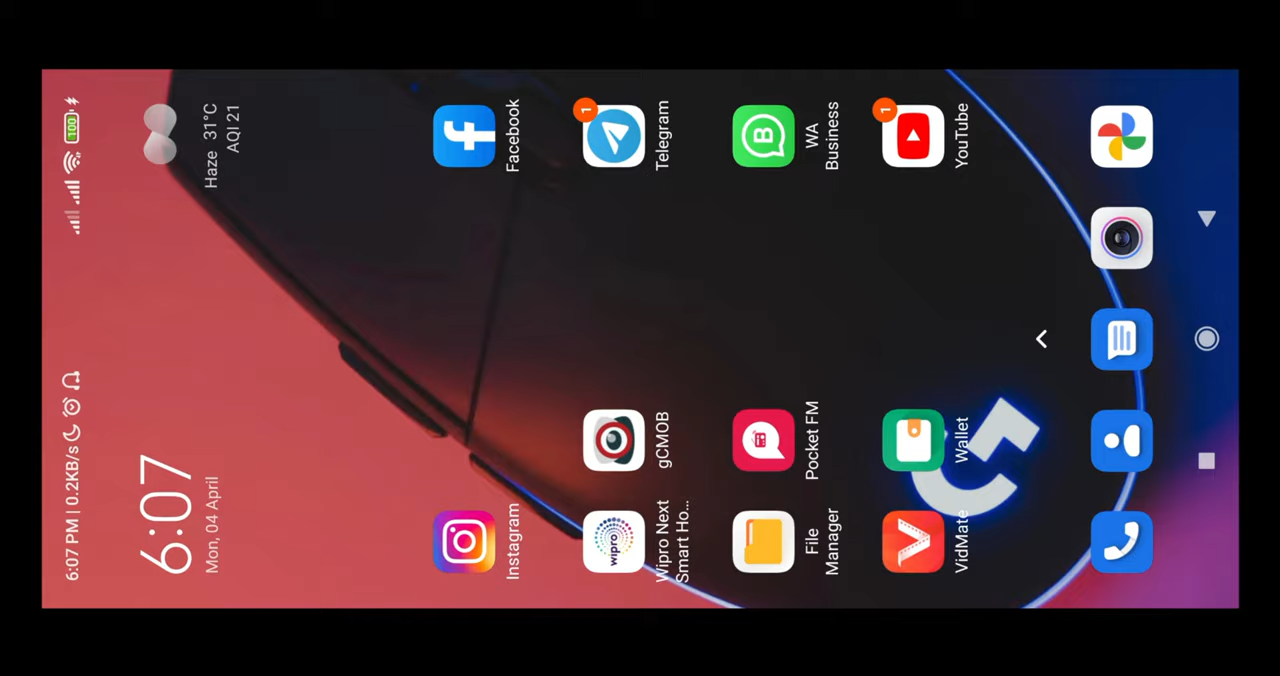 6:07 PM | 0.2KB/s
100
6:07
Mon, 04 April
Haze 31°C
AQI 21
Instagram
Facebook
wipro
Wipro Next
Smart Ho...
gCMOB
1
Telegram
File
Manager
Pocket FM
B
WA
Business
VidMate
Wallet
1
YouTube